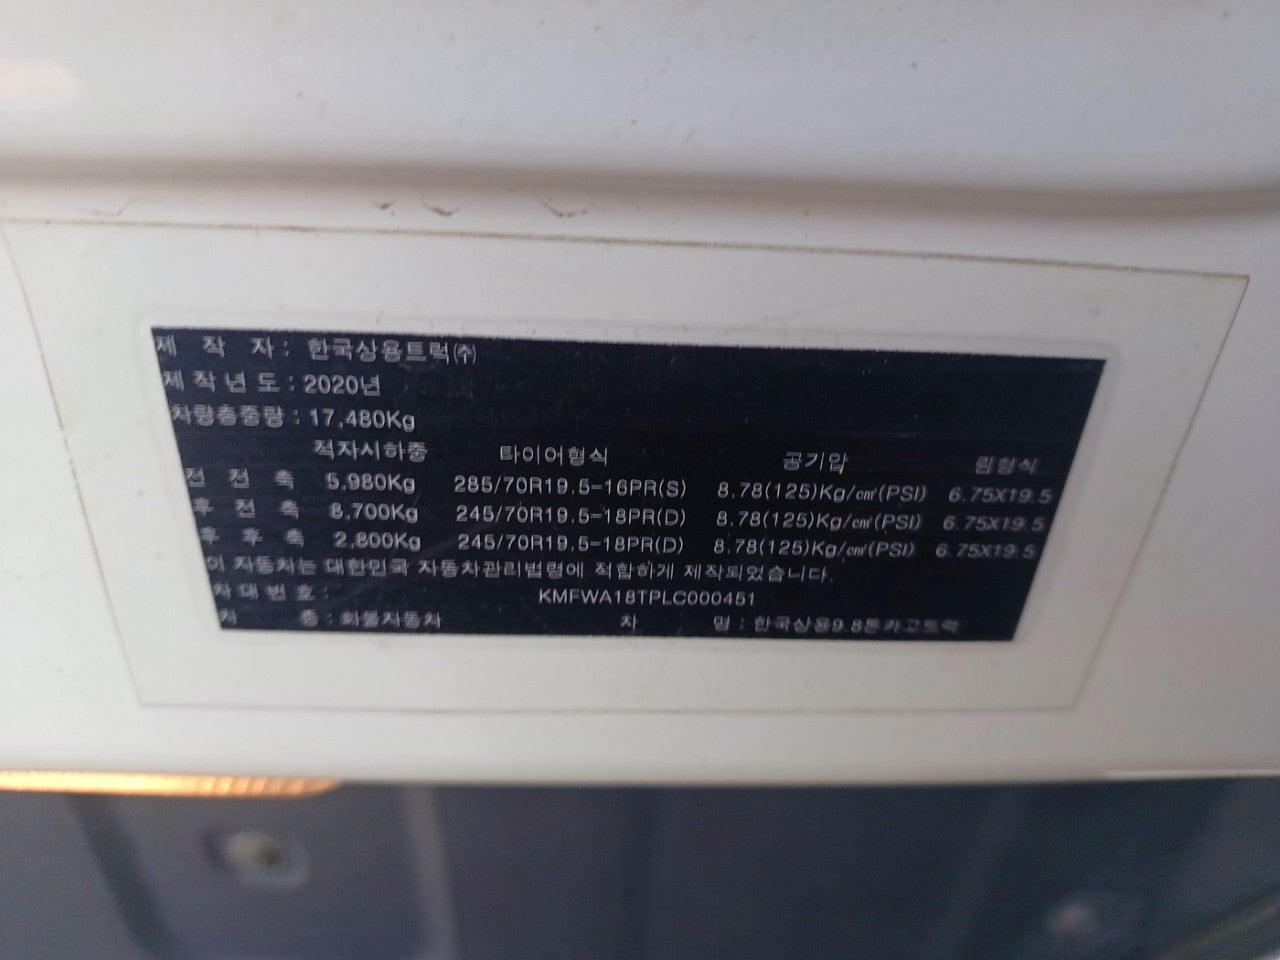 제 작 자 : 한국상용트럭(주)
제 작 년 도 : 2020년
차량총중량 : 17,480Kg
적차시하중 타이어형식 공기압 림형식
전 전 축 5,980Kg 285/70R19.5-16PR(S) 8.78(125)Kg/㎠(PSI) 6.75X19.5
후 전 축 8,700Kg 245/70R19.5-18PR(D) 8.78(125)Kg/㎠(PSI) 6.75X19.5
후 후 축 2,800Kg 245/70R19.5-18PR(D) 8.78(125)Kg/㎠(PSI) 6.75X19.5
이 자동차는 대한민국 자동차관리법령에 적합하게 제작되었습니다.
차 대 번 호 : KMFWA18TPLC000451
차 종 : 화물자동차 차 명 : 한국상용9.8톤카고트럭